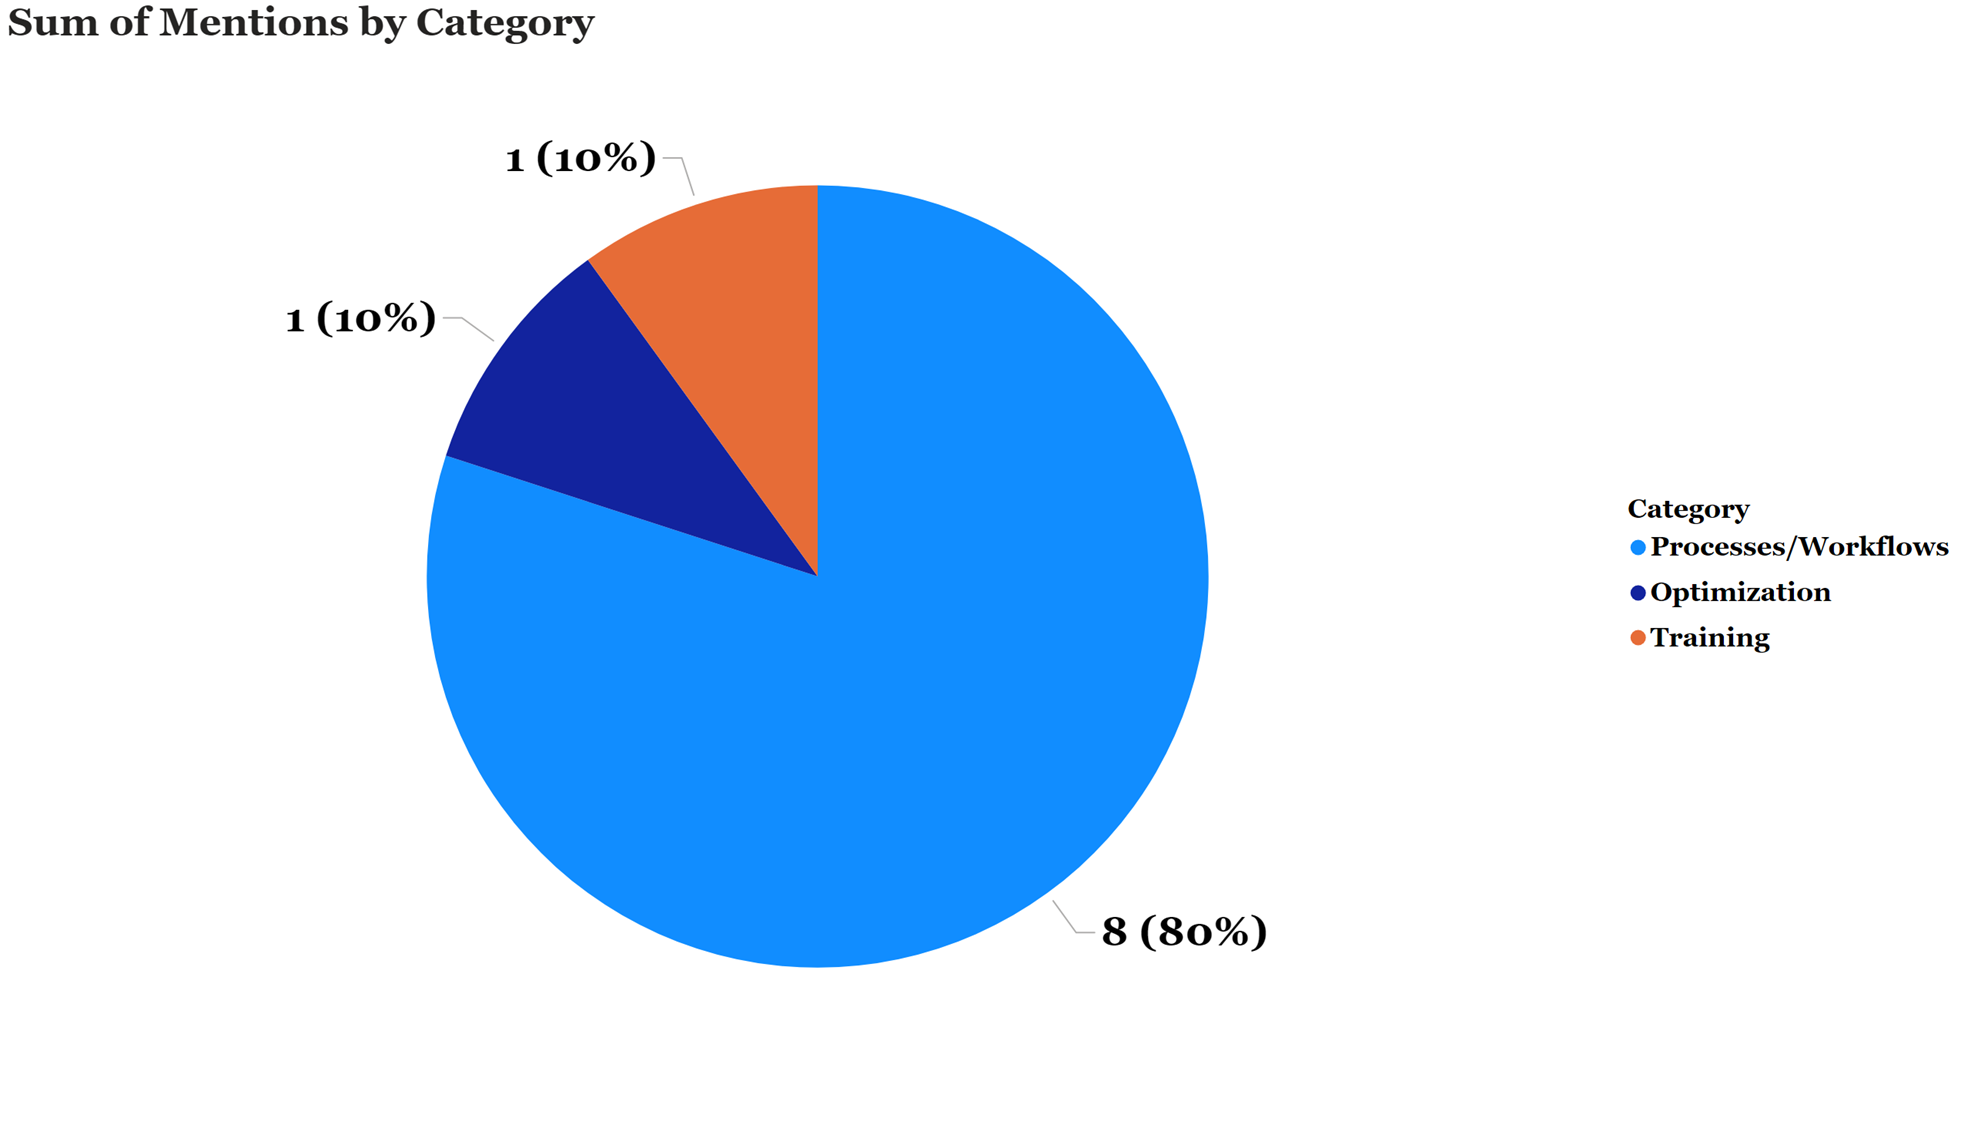 Sum of Mentions by Category
1 (10%)
1 (10%)
8 (80%)
Category
Processes/Workflows
Optimization
Training